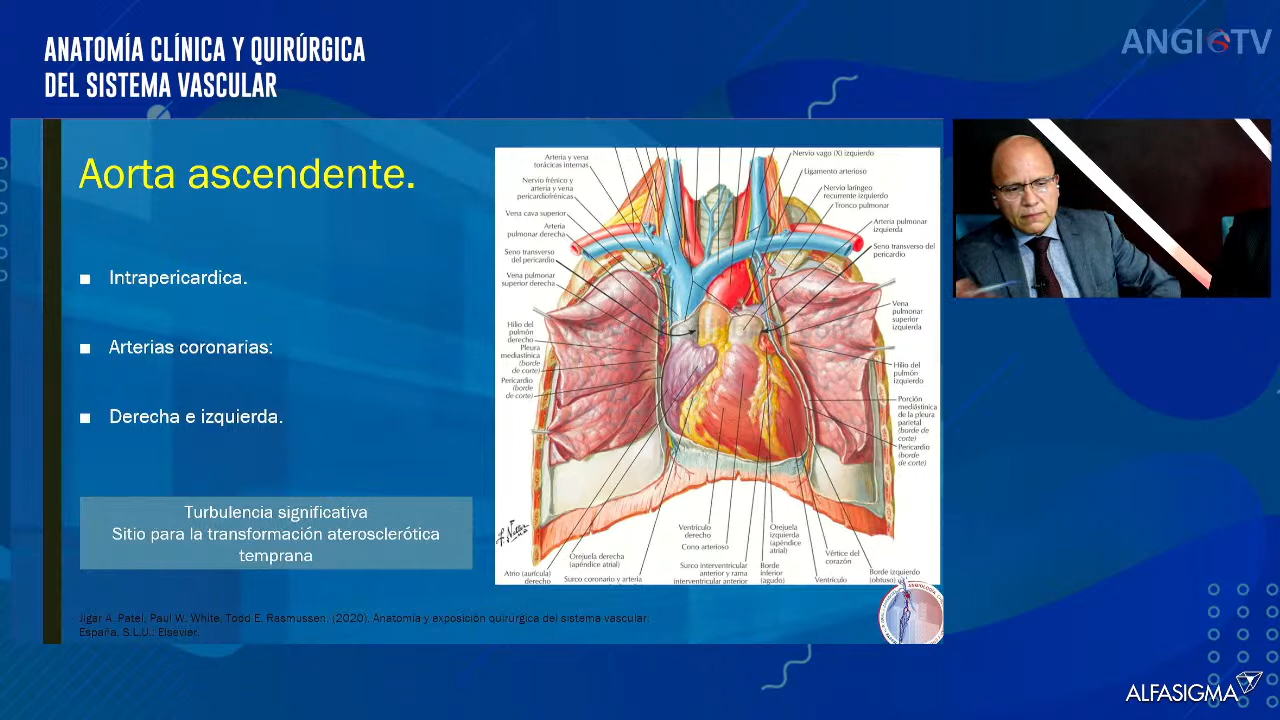 ANATOMÍA CLÍNICA Y QUIRÚRGICA
DEL SISTEMA VASCULAR
ANGIOTV
Aorta ascendente.
Intrapericardica.
Arterias coronarias:
Derecha e izquierda.
Turbulencia significativa
Sitio para la transformación aterosclerótica
temprana
Arteria y vena
torácicas internas
Nervio frénico y
arteria y vena
pericardiofrénicas
Vena cava superior
Arteria
pulmonar derecha
Seno transverso
del pericardio
Vena pulmonar
superior derecha
Hilio del
pulmón
derecho
Pleura
mediastínica
(borde
de corte)
Pericardio
(borde
de corte)
Nervio vago (X) izquierdo
Ligamento arterioso
Nervio laríngeo
recurrente izquierdo
Tronco pulmonar
Arteria pulmonar
izquierda
Seno transverso del
pericardio
Vena
pulmonar
superior
izquierda
Hilio del
pulmón
izquierdo
Porción
mediástinica
de la pleura
parietal
(borde de
corte)
Pericardio
(borde
de corte)
Ventrículo
derecho
Cono arterioso
Surco interventricular
anterior y rama
interventricular anterior
Orejuela
izquierda
(apéndice
atrial)
Borde
inferior
(agudo)
Vértice del
corazón
Ventrículo
Borde izquierdo
(obtuso)
Orejuela derecha
(apéndice atrial)
Atrio (aurícula)
derecho
Surco coronario y arteria
F. Netter
Jigar A. Patel, Paul W. White, Todd E. Rasmussen. (2020). Anatomía y exposición quirúrgica del sistema vascular.
España, S.L.U.: Elsevier.
ALFASIGMA